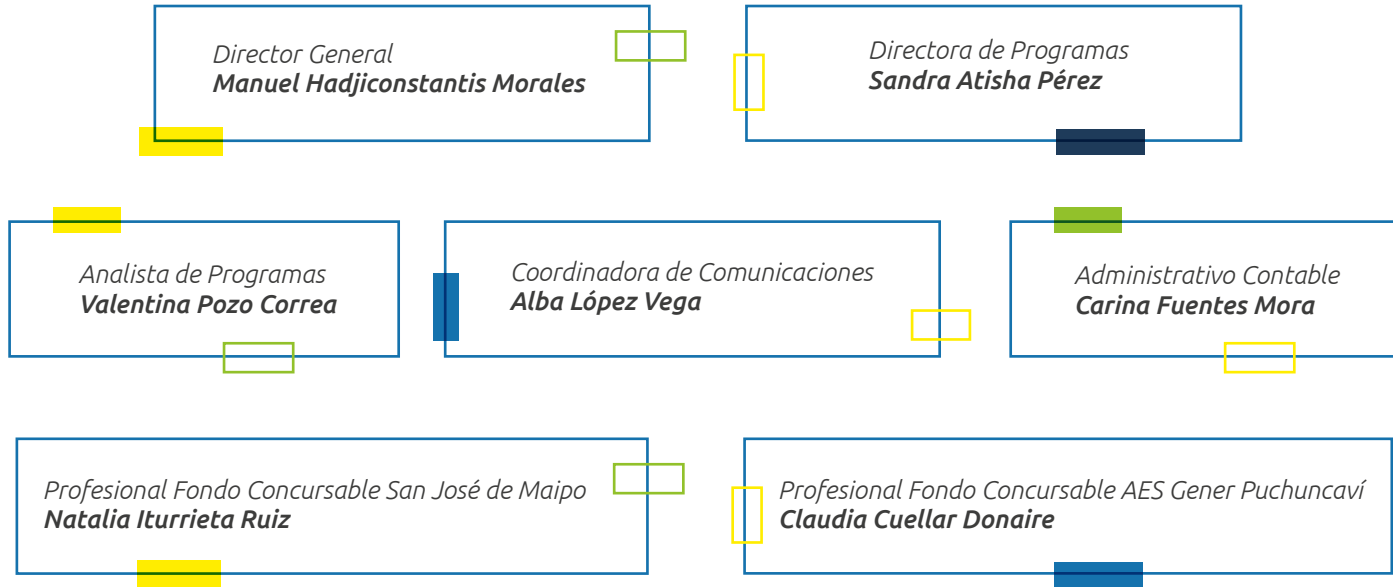 Director General
Manuel Hadjiconstantis Morales
Directora de Programas
Sandra Atisha Pérez
Analista de Programas
Valentina Pozo Correa
Coordinadora de Comunicaciones
Alba López Vega
Administrativo Contable
Carina Fuentes Mora
Profesional Fondo Concursable San José de Maipo
Natalia Iturrieta Ruiz
Profesional Fondo Concursable AES Gener Puchuncaví
Claudia Cuellar Donaire